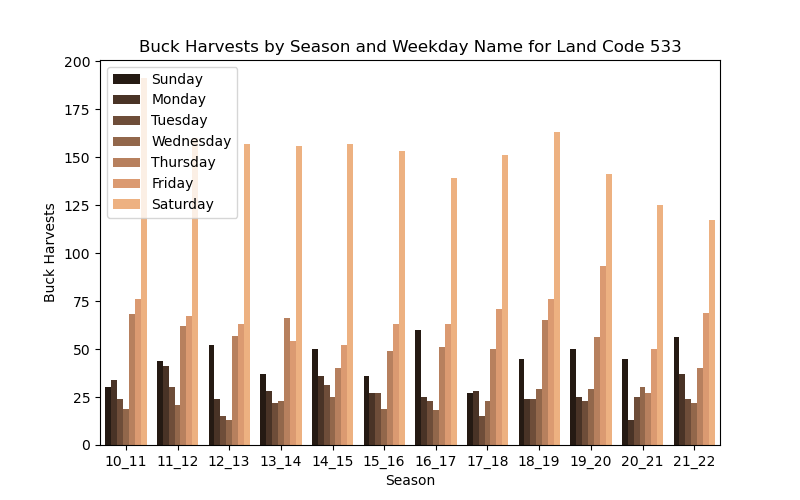 Buck Harvests by Season and Weekday Name for Land Code 533
Buck Harvests
200
175
150
125
100
75
50
25
0
Sunday
Monday
Tuesday
Wednesday
Thursday
Friday
Saturday
10_11 11_12 12_13 13_14 14_15 15_16 16_17 17_18 18_19 19_20 20_21 21_22
Season